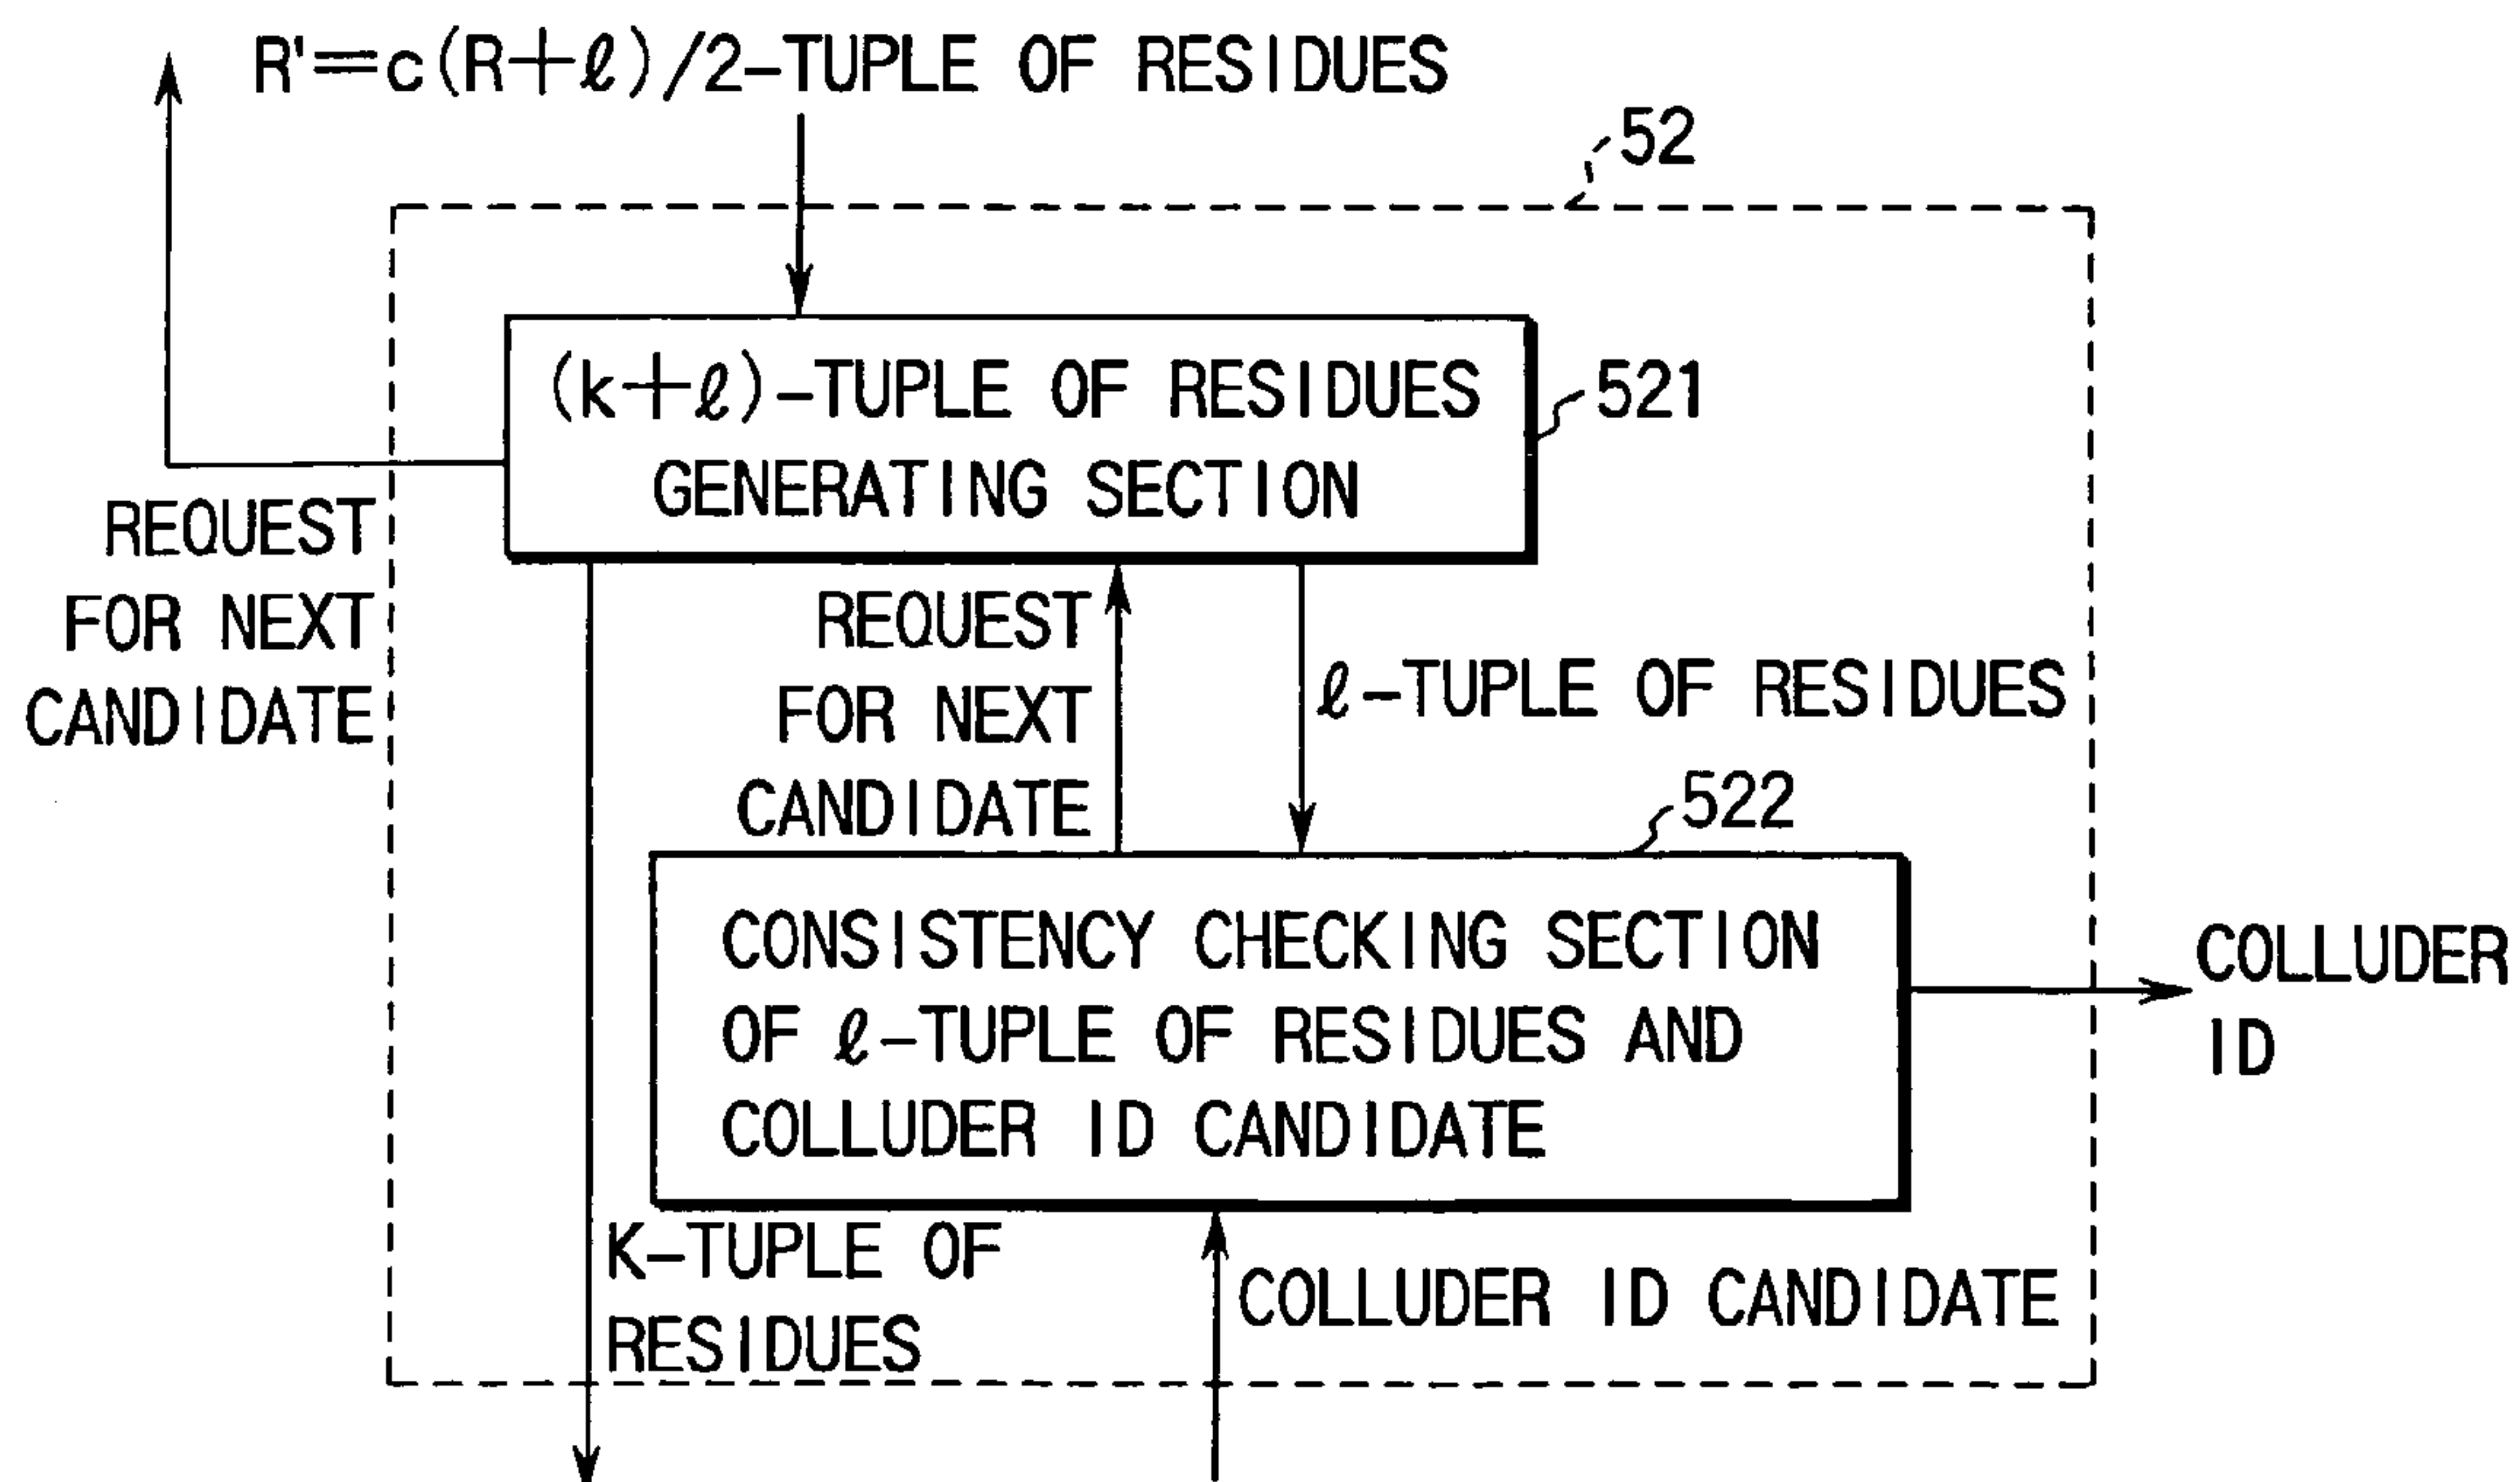 R'=c(R+ℓ)/2-TUPLE OF RESIDUES
52
(k+ℓ)-TUPLE OF RESIDUES
GENERATING SECTION
521
REQUEST
FOR NEXT
CANDIDATE
REQUEST
FOR NEXT
CANDIDATE
ℓ-TUPLE OF RESIDUES
522
CONSISTENCY CHECKING SECTION
OF ℓ-TUPLE OF RESIDUES AND
COLLUDER ID CANDIDATE
COLLUDER
ID
K-TUPLE OF
RESIDUES
COLLUDER ID CANDIDATE